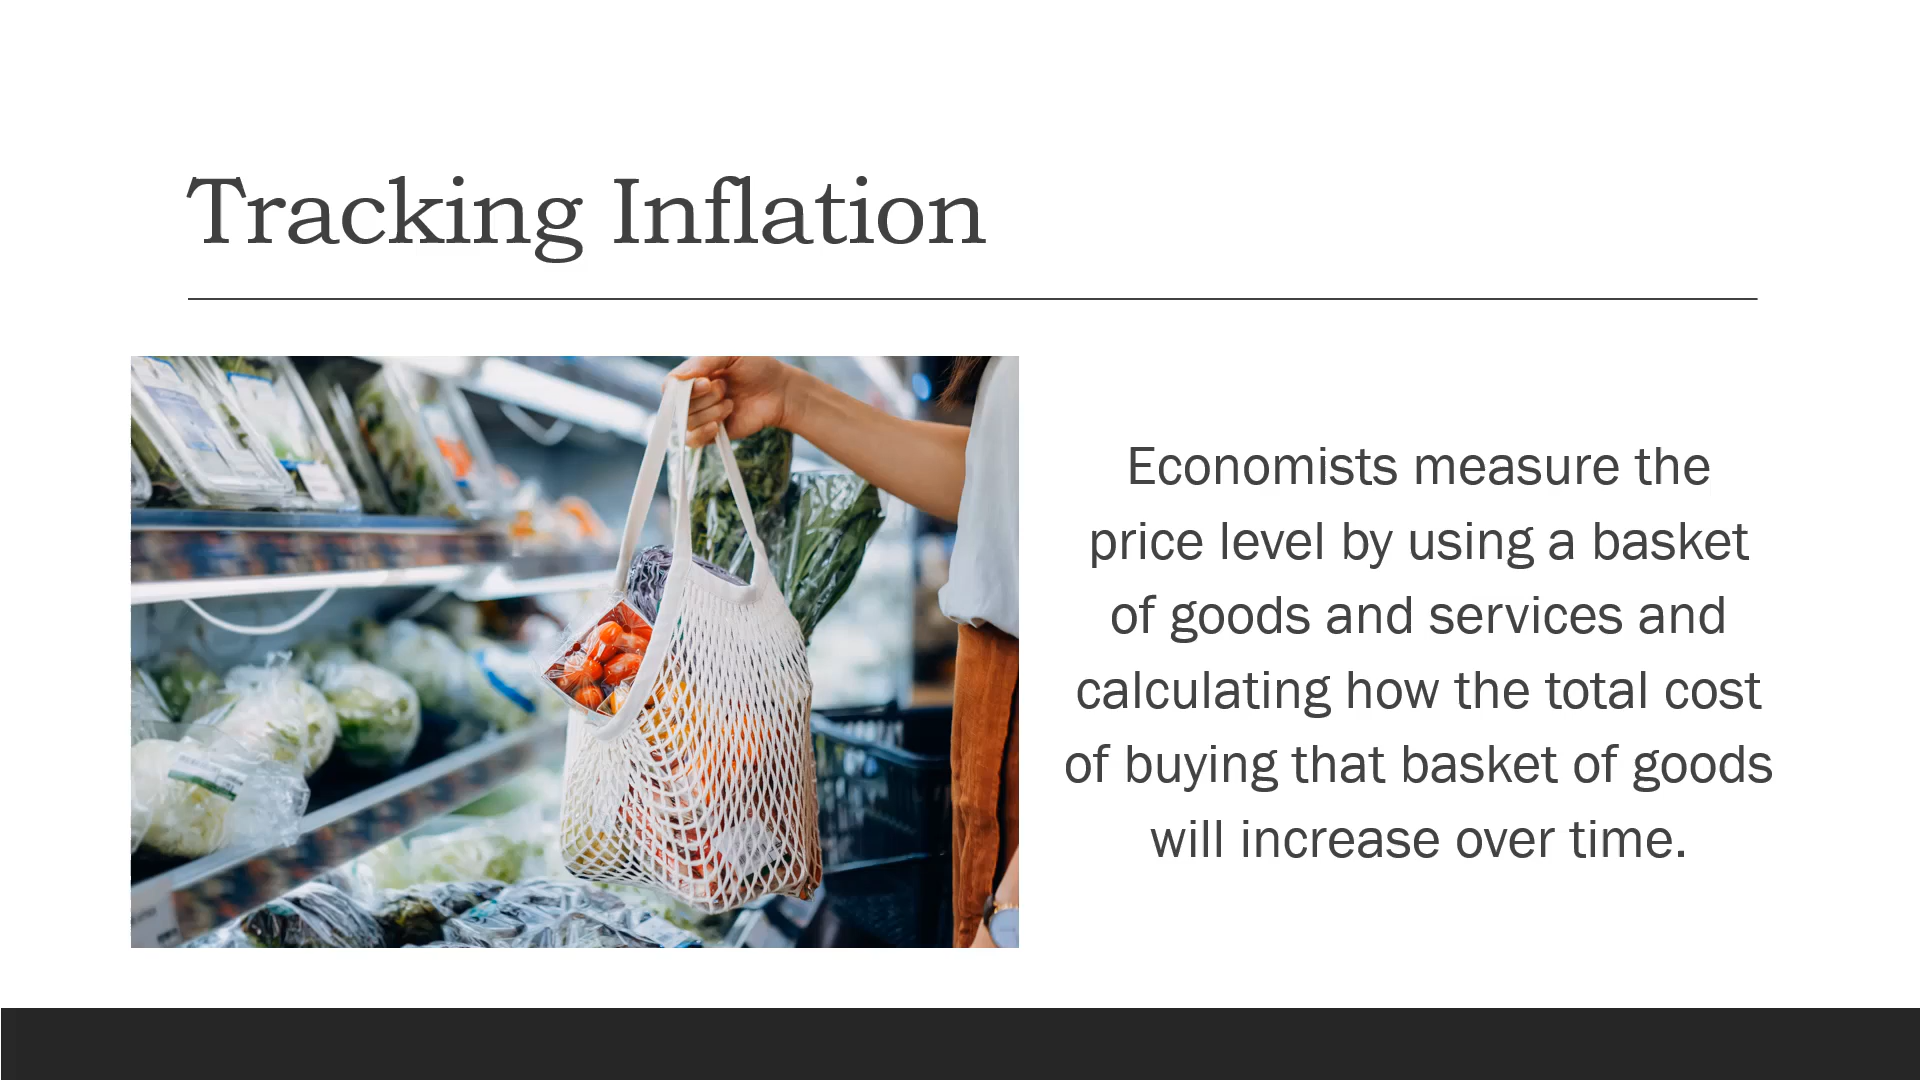 Tracking Inflation
Economists measure the
price level by using a basket
of goods and services and
calculating how the total cost
of buying that basket of goods
will increase over time.